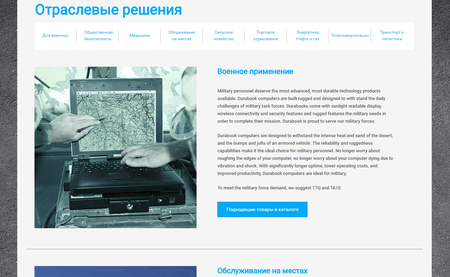 Отраслевые решения
Для военных
Общественная безопасность
Медицина
Обслуживание на местах
Сельское хозяйство
Торговля, страхование
Энергетика, Нефть и газ
Телекоммуникации
Транспорт и логистика
Военное применение
Military personnel deserve the most advanced, most durable technology products
available. Durabook computers are built rugged and designed to with stand the daily
challenges of military task forces. Durabooks come with sunlight readable display,
wireless connectivity and security features and rugged features the military needs in
order to complete their mission. Durabook is proud to serve our military forces.
Durabook computers are designed to withstand the intense heat and sand of the desert,
and the bumps and jolts of an armored vehicle. The reliability and ruggedness
capabilities make it the ideal choice for military personnel. No longer worry about
roughing the edges of your computer, no longer worry about your computer dying due to
vibration and shock. With significantly longer uptime, lower operating costs, and
improved productivity, Durabook computers are ideal for military.
To meet the military force demand, we suggest T7Q and TA10
Подходящие товары в каталоге
Обслуживание на местах